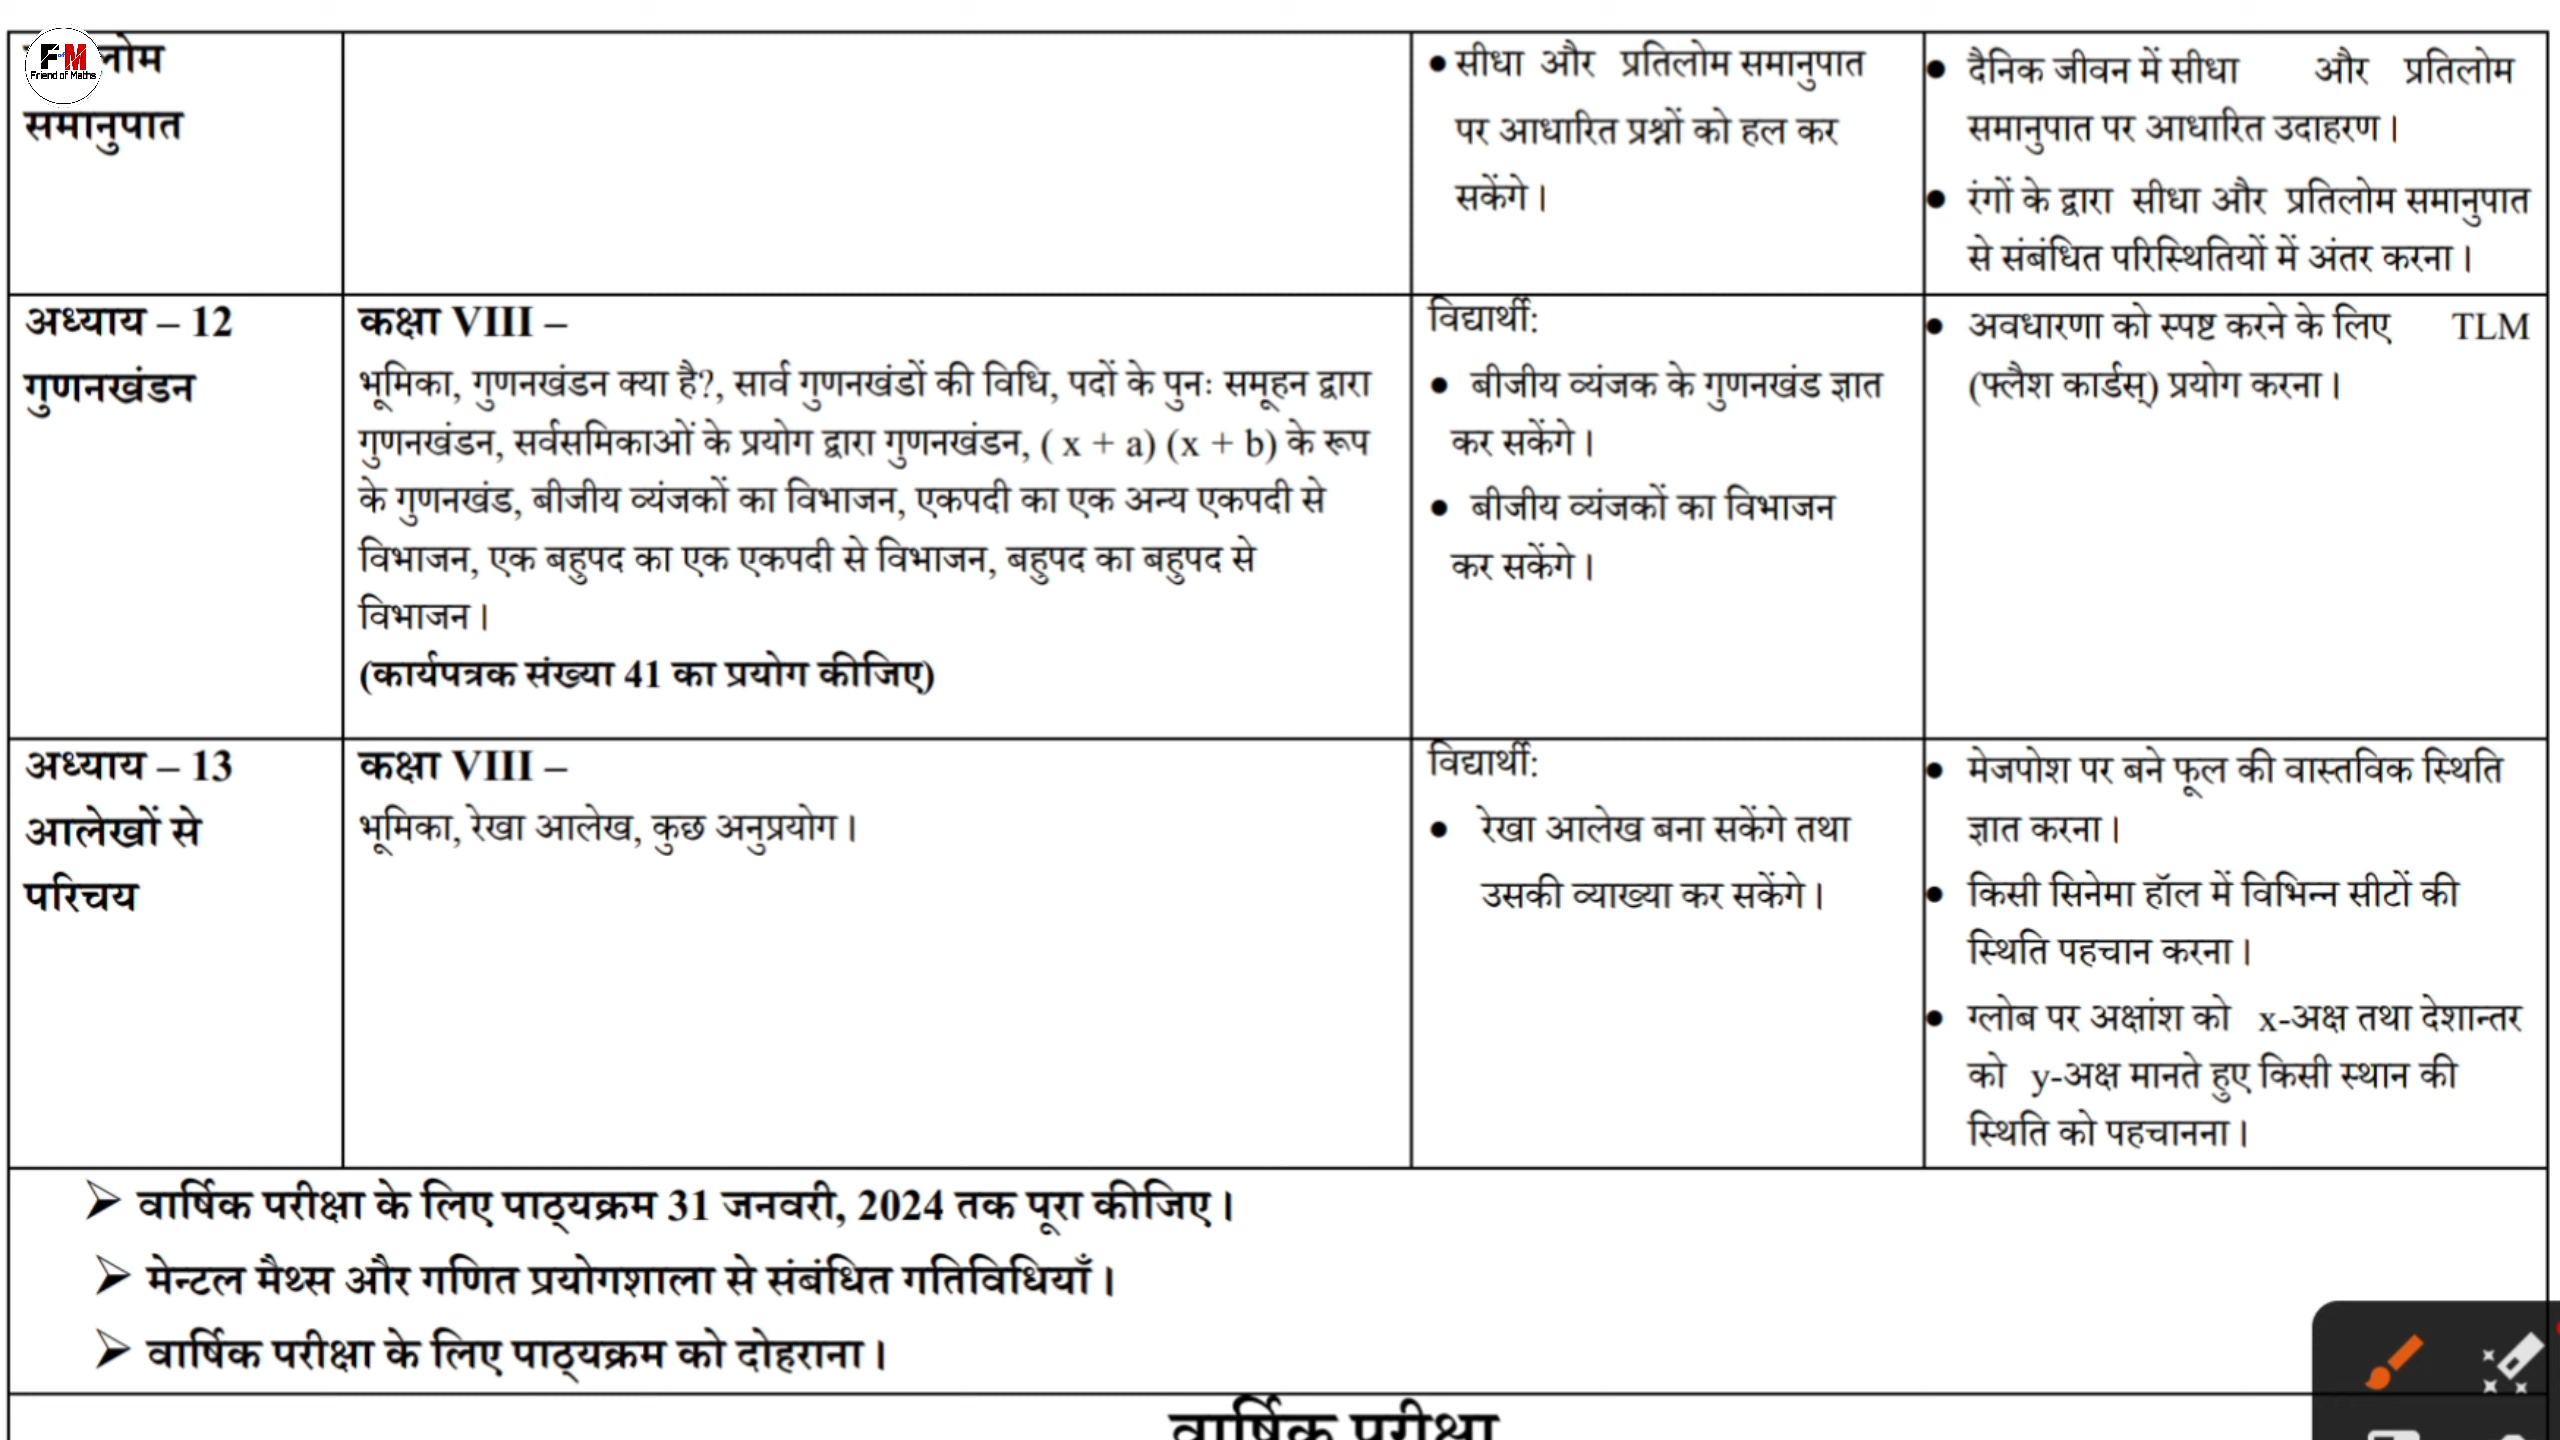 FM
Friend of Maths
समानुपात
● सीधा और प्रतिलोम समानुपात
पर आधारित प्रश्नों को हल कर
सकेंगे।
● दैनिक जीवन में सीधा और प्रतिलोम
समानुपात पर आधारित उदाहरण।
● रंगों के द्वारा सीधा और प्रतिलोम समानुपात
से संबंधित परिस्थितियों में अंतर करना।
अध्याय – 12
गुणनखंडन
कक्षा VIII –
भूमिका, गुणनखंडन क्या है?, सार्व गुणनखंडों की विधि, पदों के पुनः समूहन द्वारा
गुणनखंडन, सर्वसमिकाओं के प्रयोग द्वारा गुणनखंडन, ( x + a) (x + b) के रूप
के गुणनखंड, बीजीय व्यंजकों का विभाजन, एकपदी का एक अन्य एकपदी से
विभाजन, एक बहुपद का एक एकपदी से विभाजन, बहुपद का बहुपद से
विभाजन।
(कार्यपत्रक संख्या 41 का प्रयोग कीजिए)
विद्यार्थी:
● बीजीय व्यंजक के गुणनखंड ज्ञात
कर सकेंगे।
● बीजीय व्यंजकों का विभाजन
कर सकेंगे।
● अवधारणा को स्पष्ट करने के लिए TLM
(फ्लैश कार्डस्) प्रयोग करना।
अध्याय – 13
आलेखों से
परिचय
कक्षा VIII –
भूमिका, रेखा आलेख, कुछ अनुप्रयोग।
विद्यार्थी:
● रेखा आलेख बना सकेंगे तथा
उसकी व्याख्या कर सकेंगे।
● मेजपोश पर बने फूल की वास्तविक स्थिति
ज्ञात करना।
● किसी सिनेमा हॉल में विभिन्न सीटों की
स्थिति पहचान करना।
● ग्लोब पर अक्षांश को x-अक्ष तथा देशान्तर
को y-अक्ष मानते हुए किसी स्थान की
स्थिति को पहचानना।
➢ वार्षिक परीक्षा के लिए पाठ्यक्रम 31 जनवरी, 2024 तक पूरा कीजिए।
➢ मेन्टल मैथ्स और गणित प्रयोगशाला से संबंधित गतिविधियाँ।
➢ वार्षिक परीक्षा के लिए पाठ्यक्रम को दोहराना।
वार्षिक परीक्षा